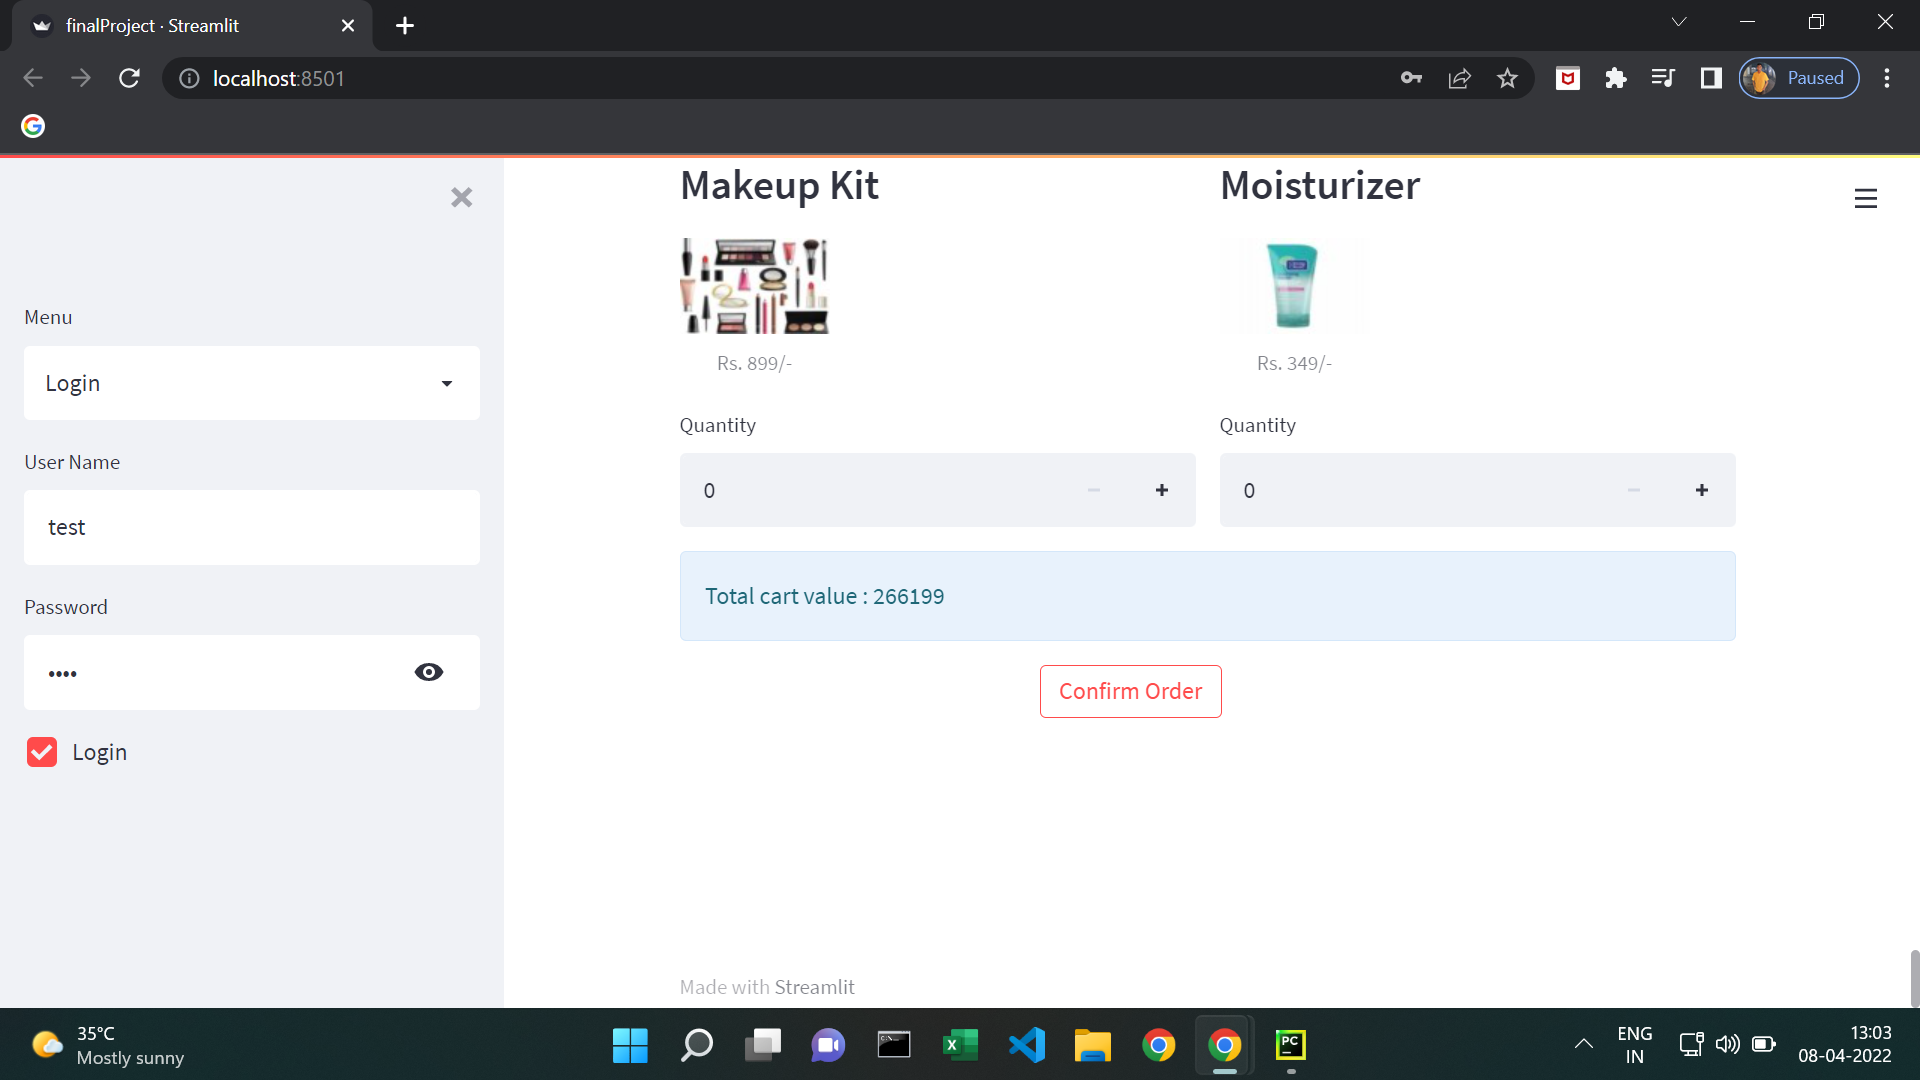 finalProject · Streamlit
localhost:8501
Paused
Menu
Login
User Name
test
Password
••••
Login
Makeup Kit
Rs. 899/-
Quantity
0
Moisturizer
Rs. 349/-
Quantity
0
Total cart value : 266199
Confirm Order
Made with Streamlit
35°C
Mostly sunny
PC
ENG
IN
13:03
08-04-2022